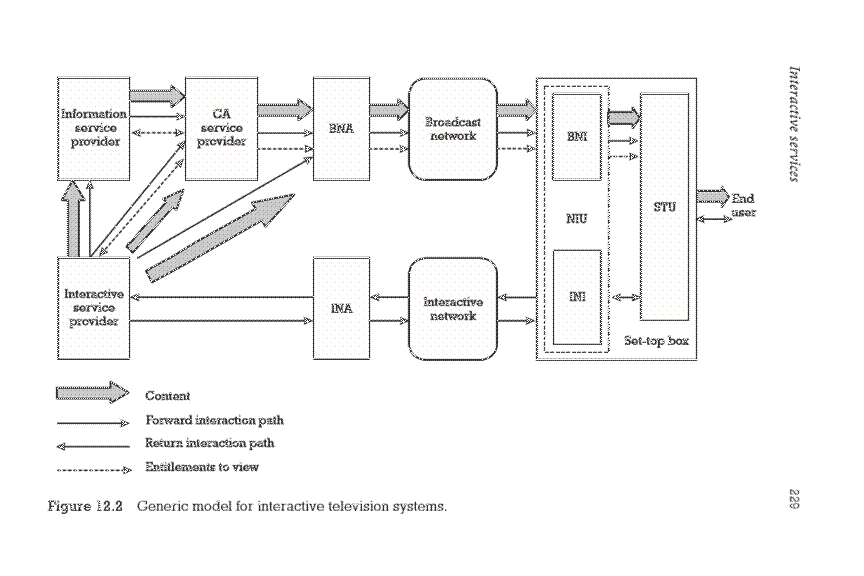 Interactive services
Information
service
provider
CA
service
provider
BNA
Broadcast
network
BNI
NIU
STU
End
user
Interactive
service
provider
INA
Interactive
network
INI
Set-top box
Content
Forward interaction path
Return interaction path
Entitlements to view
Figure 12.2 Generic model for interactive television systems.
229